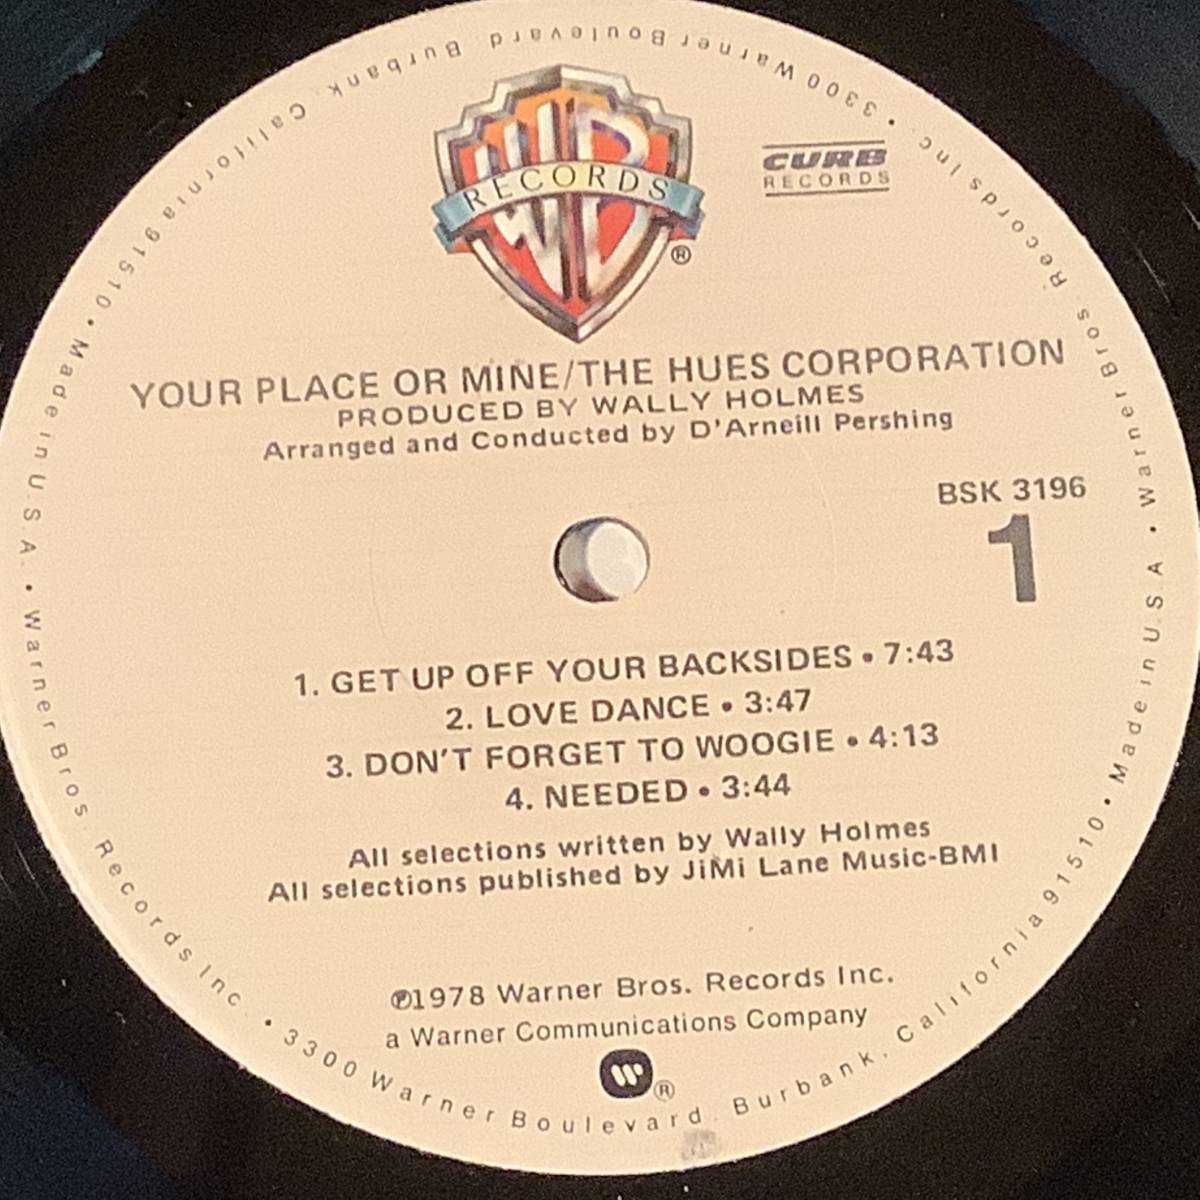 WB
RECORDS
®
CURB
RECORDS
YOUR PLACE OR MINE/THE HUES CORPORATION
PRODUCED BY WALLY HOLMES
Arranged and Conducted by D'Arneill Pershing
BSK 3196
1
1. GET UP OFF YOUR BACKSIDES • 7:43
2. LOVE DANCE • 3:47
3. DON'T FORGET TO WOOGIE • 4:13
4. NEEDED • 3:44
All selections written by Wally Holmes
All selections published by JiMi Lane Music-BMI
℗1978 Warner Bros. Records Inc.
a Warner Communications Company
W ®
Warner Bros. Records Inc. • 3300 Warner Boulevard, Burbank, California 91510 • Made in U.S.A. • Warner Bros. Records Inc. • 3300 Warner Boulevard, Burbank, California 91510 • Made in U.S.A. •